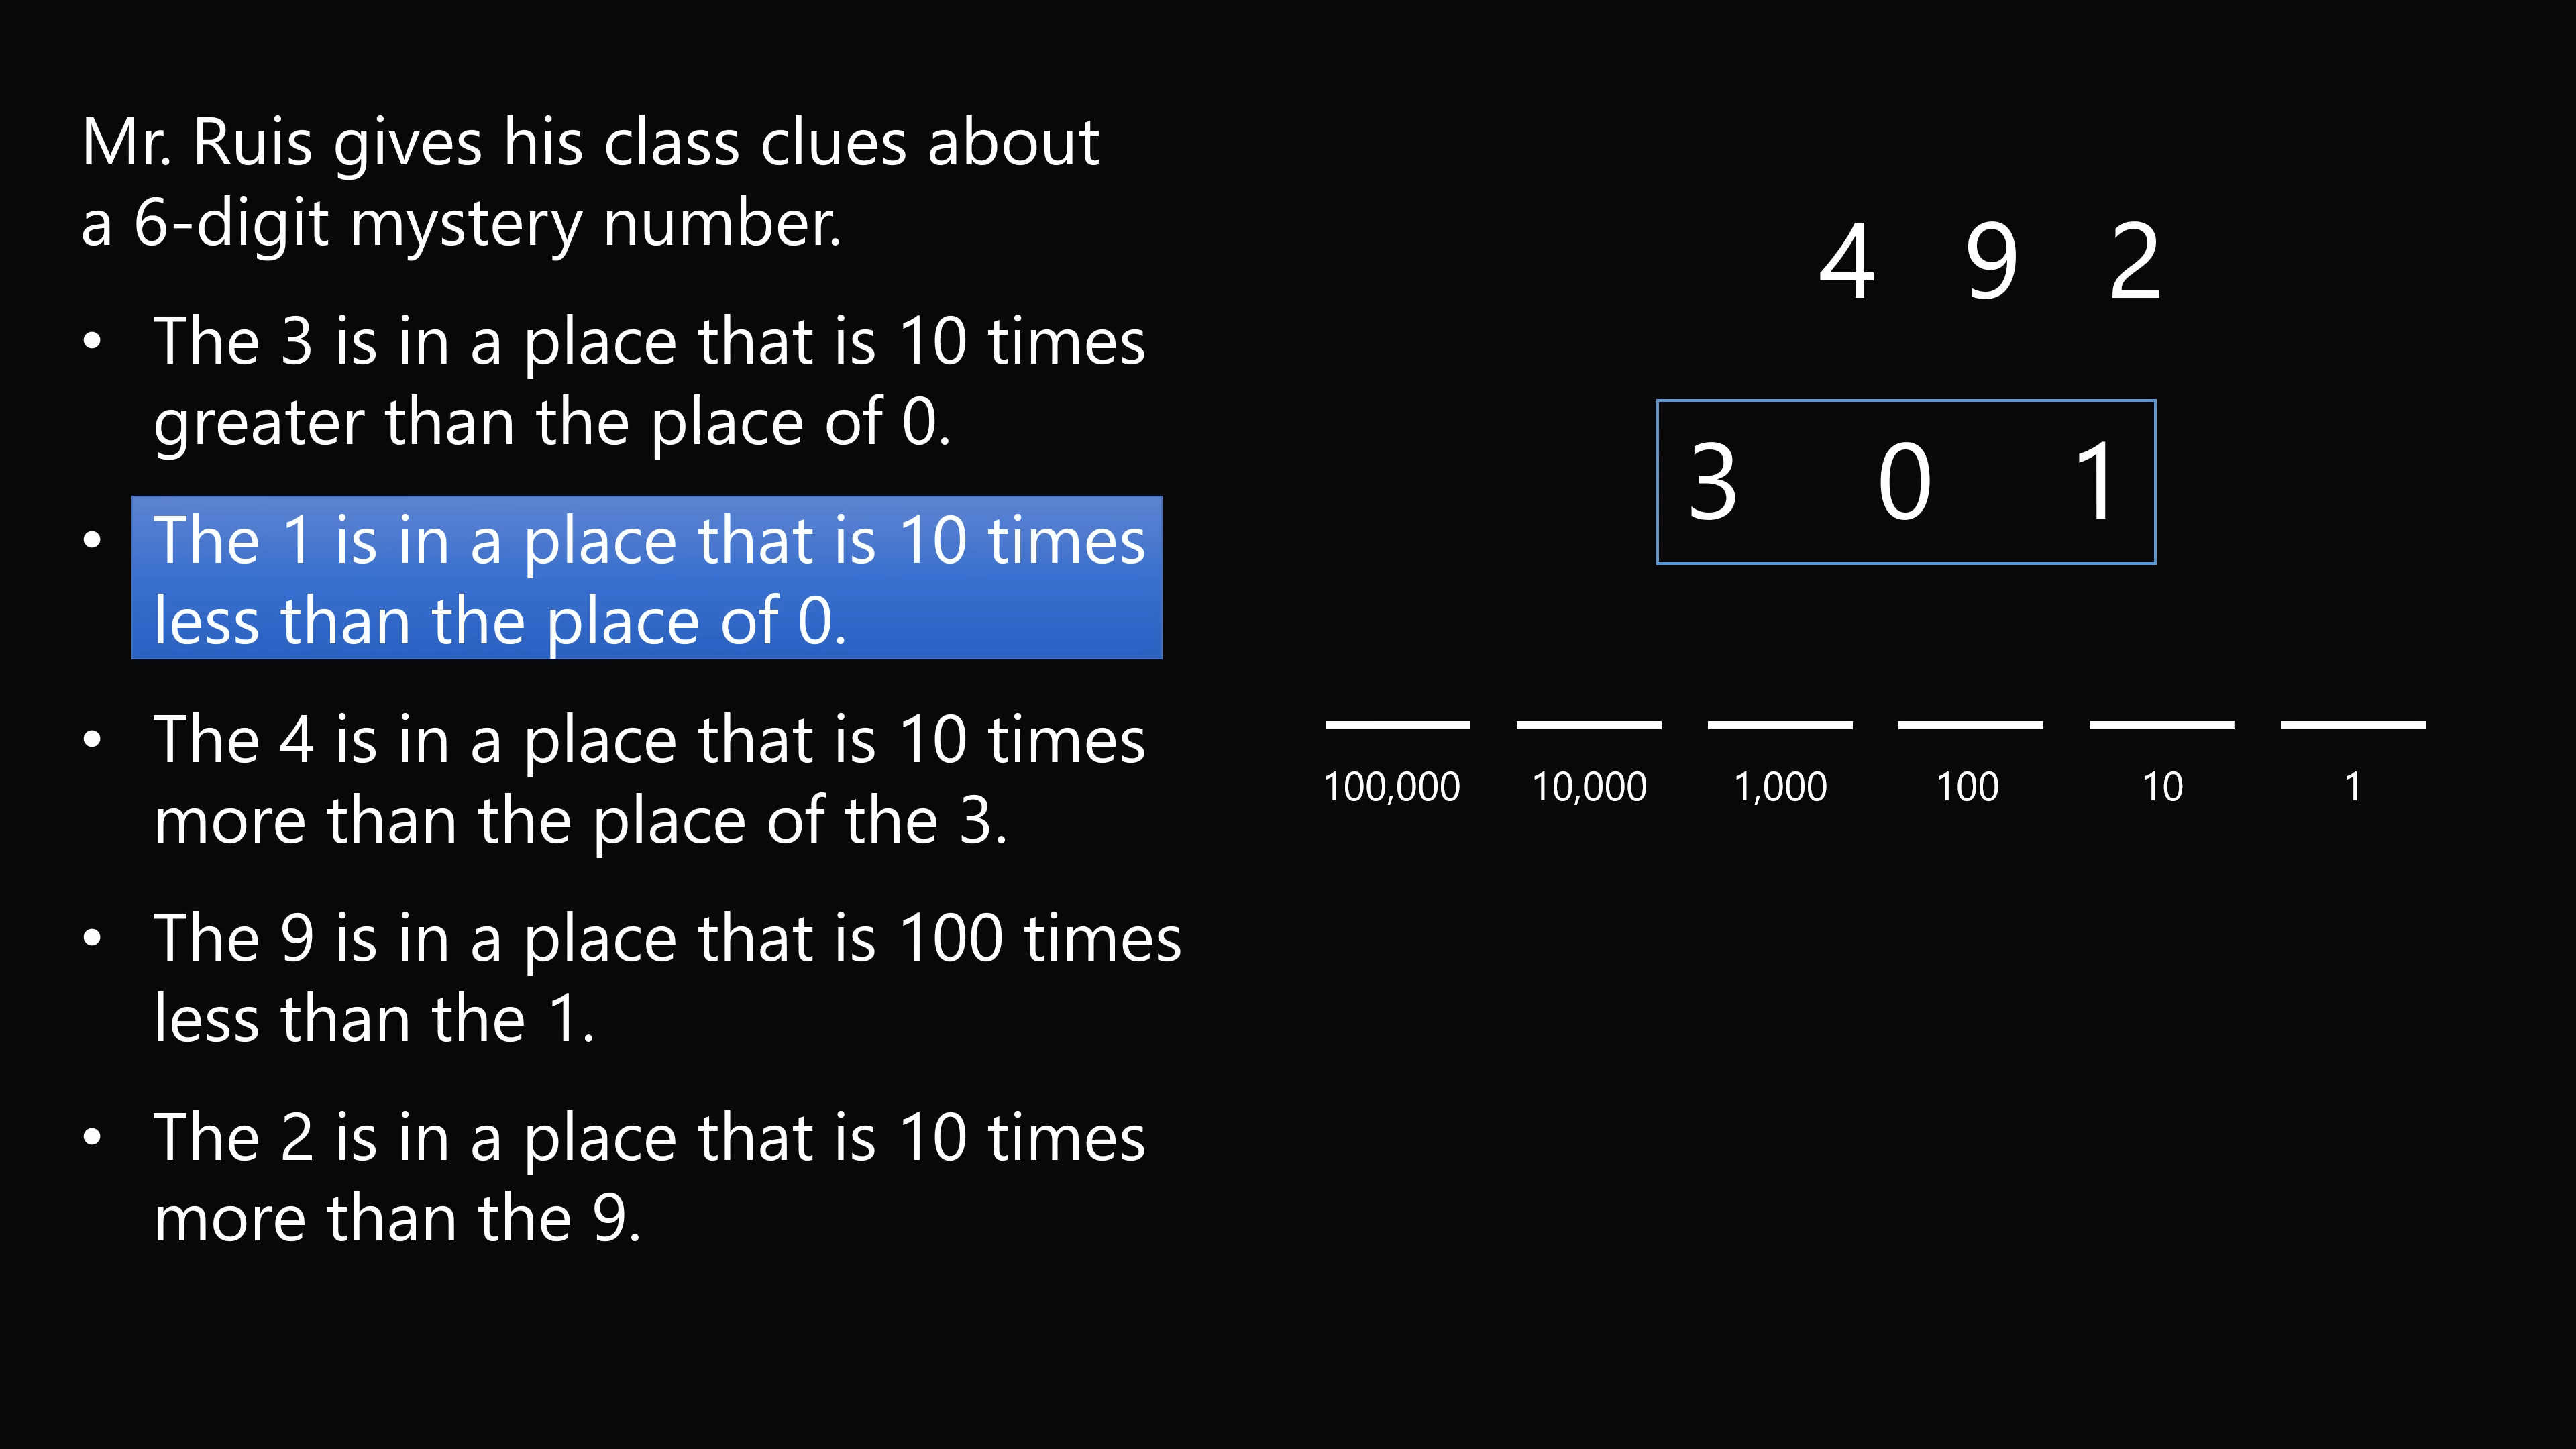 Mr. Ruis gives his class clues about
a 6-digit mystery number.
• The 3 is in a place that is 10 times
greater than the place of 0.
• The 1 is in a place that is 10 times
less than the place of 0.
• The 4 is in a place that is 10 times
more than the place of the 3.
• The 9 is in a place that is 100 times
less than the 1.
• The 2 is in a place that is 10 times
more than the 9.
4 9 2
3 0 1
100,000 10,000 1,000 100 10 1